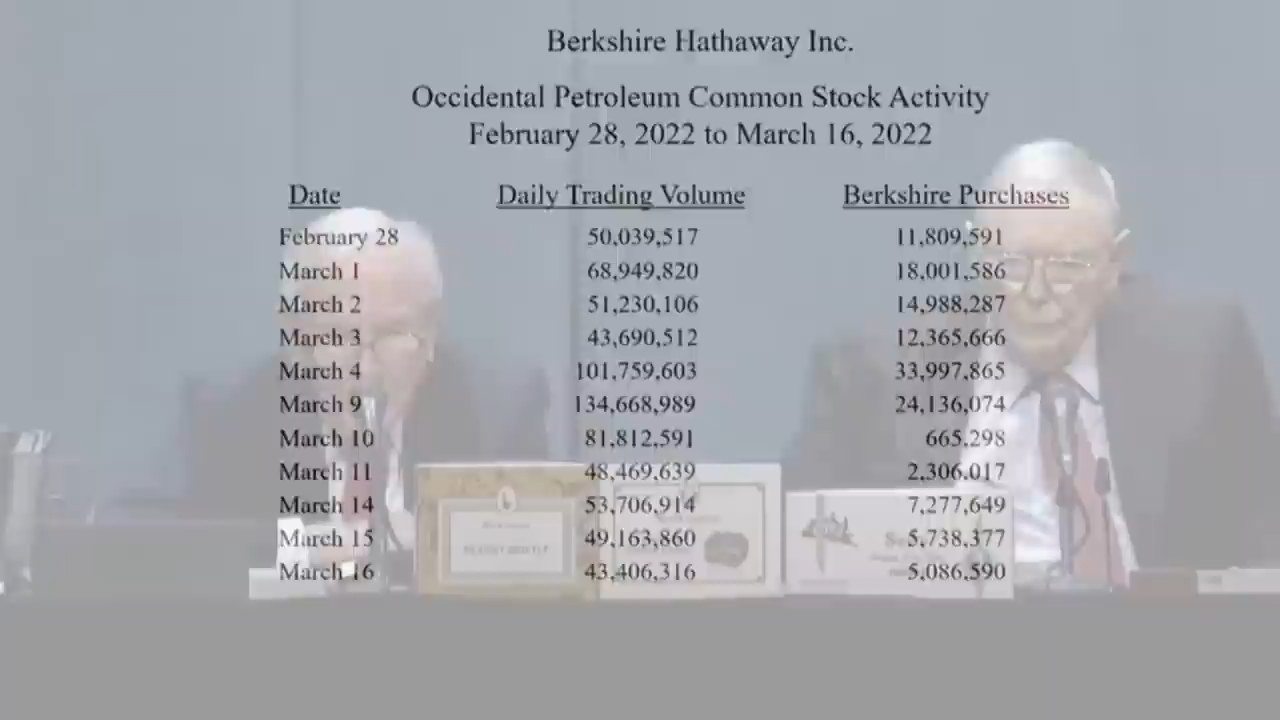 Berkshire Hathaway Inc.
Occidental Petroleum Common Stock Activity
February 28, 2022 to March 16, 2022
Date Daily Trading Volume Berkshire Purchases
February 28 50,039,517 11,809,591
March 1 68,949,820 18,001,586
March 2 51,230,106 14,988,287
March 3 43,690,512 12,365,666
March 4 101,759,603 33,997,865
March 9 134,668,989 24,136,074
March 10 81,812,591 665,298
March 11 48,469,639 2,306,017
March 14 53,706,914 7,277,649
March 15 49,163,860 5,738,377
March 16 43,406,316 5,086,590